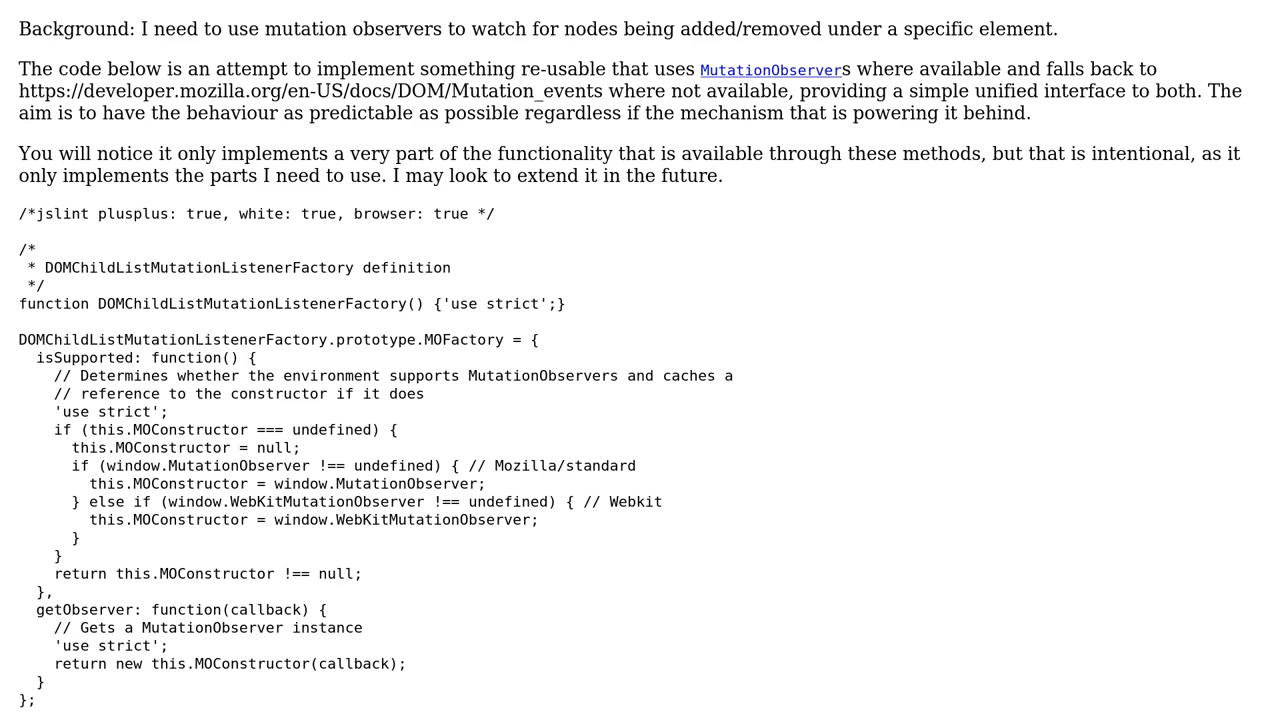 Background: I need to use mutation observers to watch for nodes being added/removed under a specific element.
The code below is an attempt to implement something re-usable that uses MutationObservers where available and falls back to
https://developer.mozilla.org/en-US/docs/DOM/Mutation_events where not available, providing a simple unified interface to both. The
aim is to have the behaviour as predictable as possible regardless if the mechanism that is powering it behind.
You will notice it only implements a very part of the functionality that is available through these methods, but that is intentional, as it
only implements the parts I need to use. I may look to extend it in the future.
/*jslint plusplus: true, white: true, browser: true */
/*
 * DOMChildListMutationListenerFactory definition
 */
function DOMChildListMutationListenerFactory() {'use strict';}
DOMChildListMutationListenerFactory.prototype.MOFactory = {
  isSupported: function() {
    // Determines whether the environment supports MutationObservers and caches a
    // reference to the constructor if it does
    'use strict';
    if (this.MOConstructor === undefined) {
      this.MOConstructor = null;
      if (window.MutationObserver !== undefined) { // Mozilla/standard
        this.MOConstructor = window.MutationObserver;
      } else if (window.WebKitMutationObserver !== undefined) { // Webkit
        this.MOConstructor = window.WebKitMutationObserver;
      }
    }
    return this.MOConstructor !== null;
  },
  getObserver: function(callback) {
    // Gets a MutationObserver instance
    'use strict';
    return new this.MOConstructor(callback);
  }
};